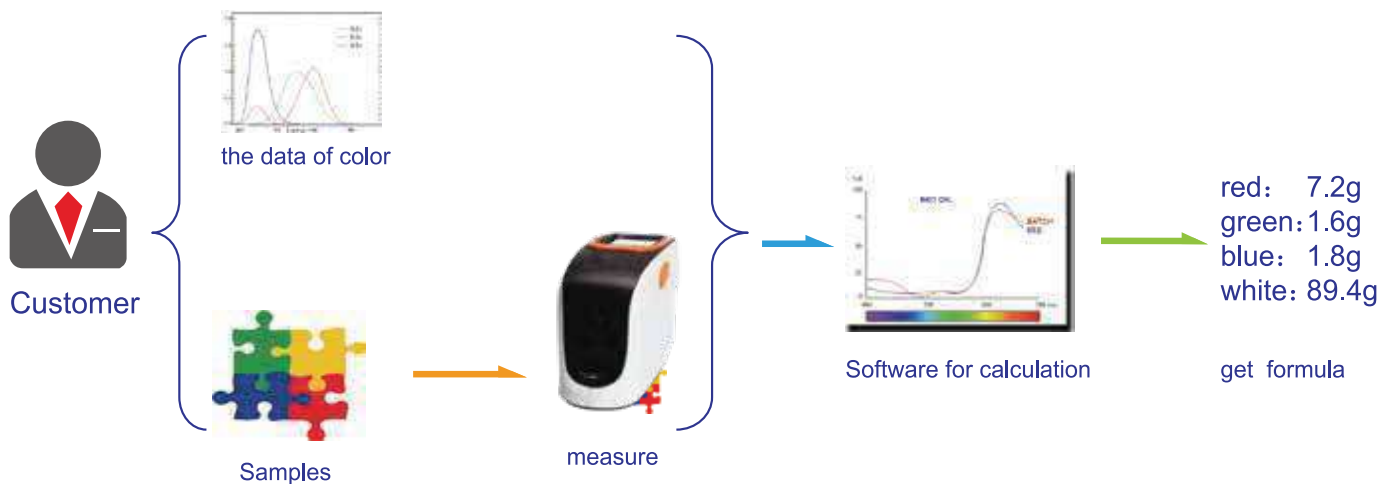 the data of color
Customer
Samples
measure
Software for calculation
red： 7.2g
green：1.6g
blue： 1.8g
white：89.4g
get formula